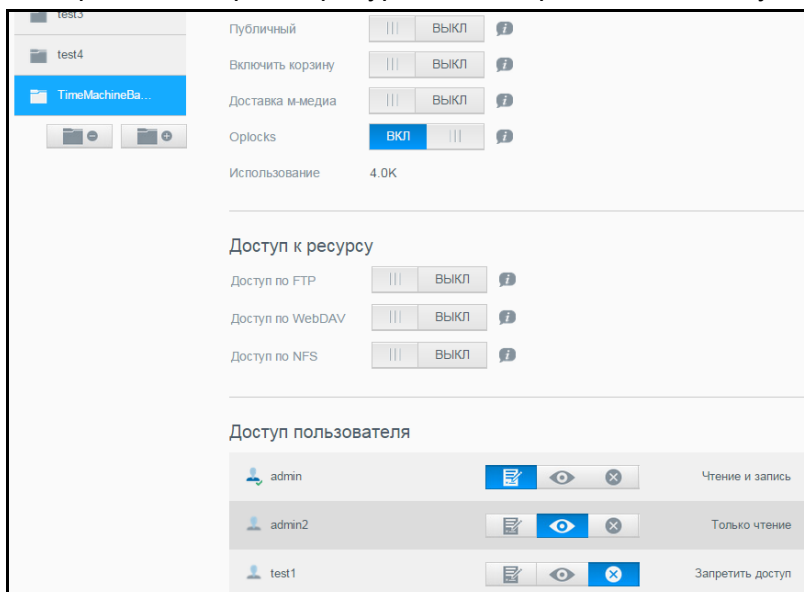 test3
test4
TimeMachineBa...
Публичный ВЫКЛ
Включить корзину ВЫКЛ
Доставка м-медиа ВЫКЛ
Oplocks ВКЛ
Использование 4.0K
Доступ к ресурсу
Доступ по FTP ВЫКЛ
Доступ по WebDAV ВЫКЛ
Доступ по NFS ВЫКЛ
Доступ пользователя
admin Чтение и запись
admin2 Только чтение
test1 Запретить доступ